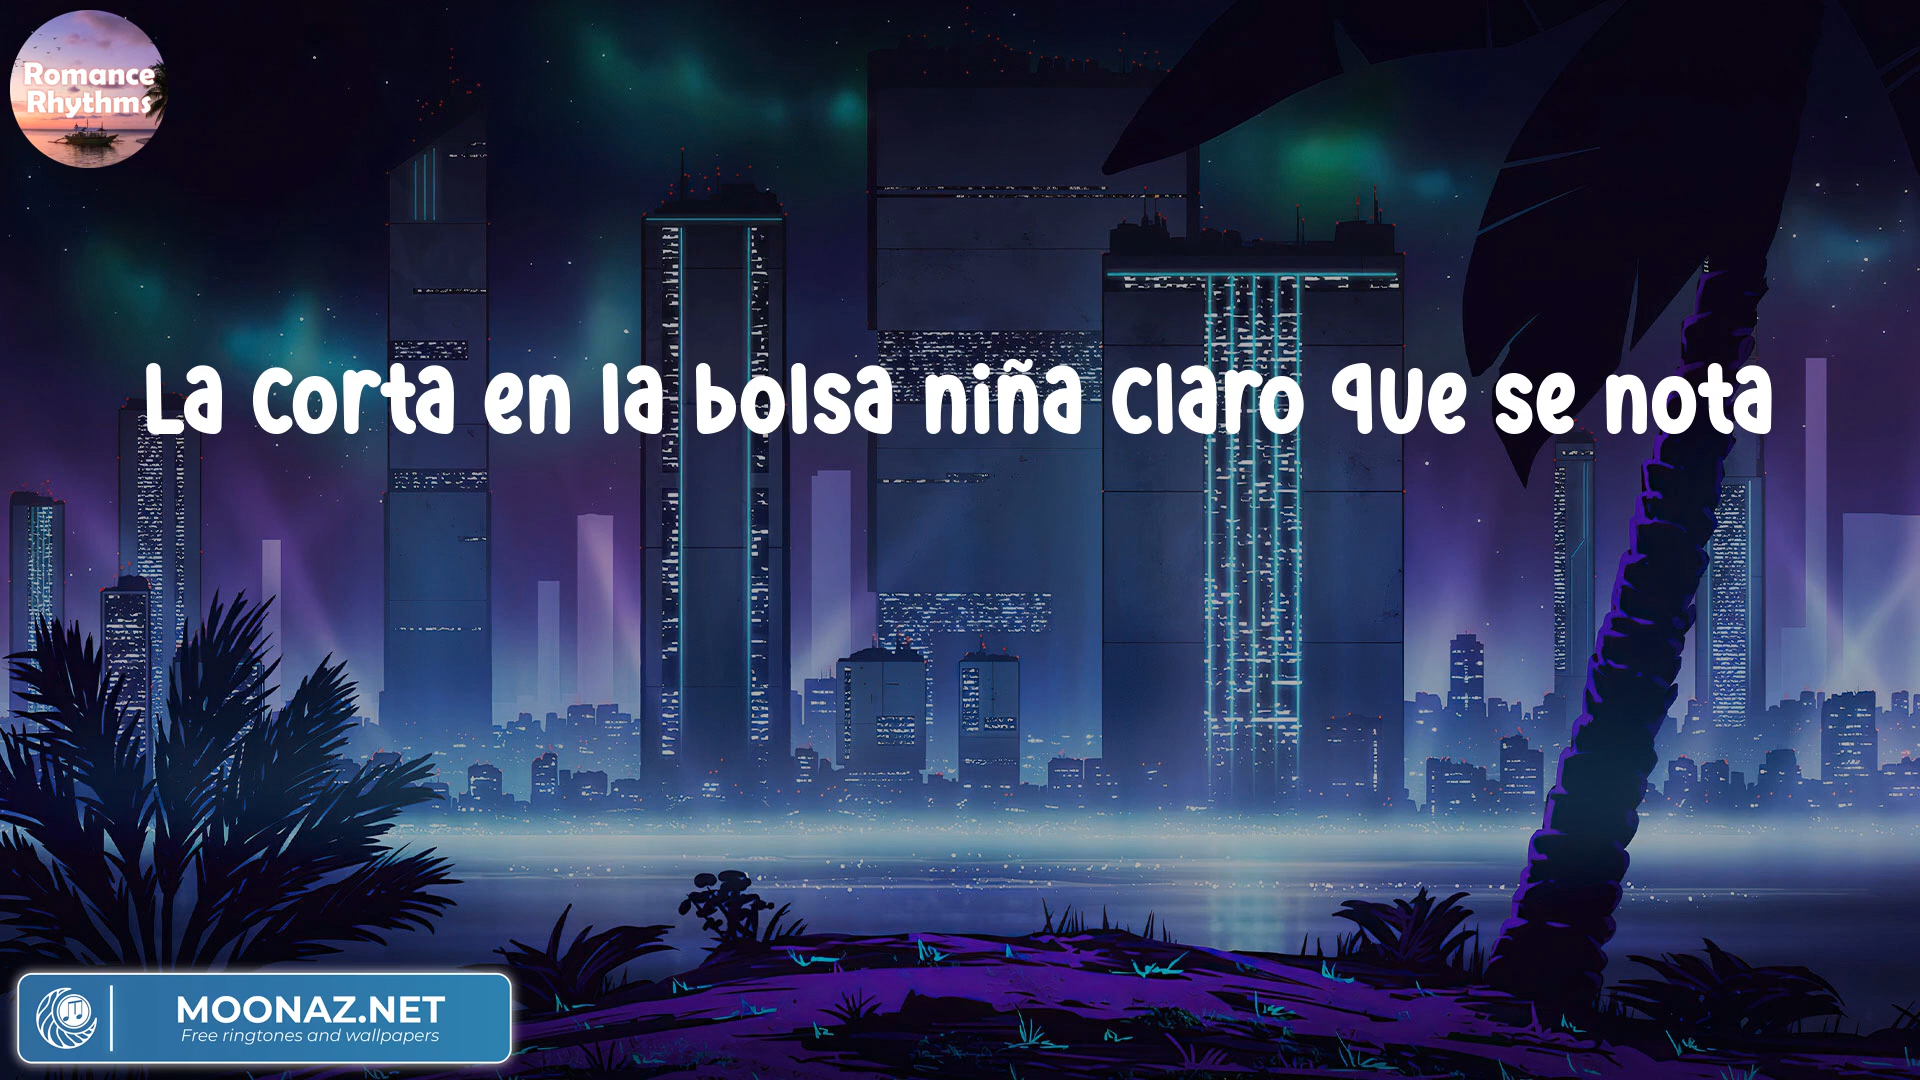 Romance
Rhythms
La corta en la bolsa niña claro que se nota
MOONAZ.NET
Free ringtones and wallpapers